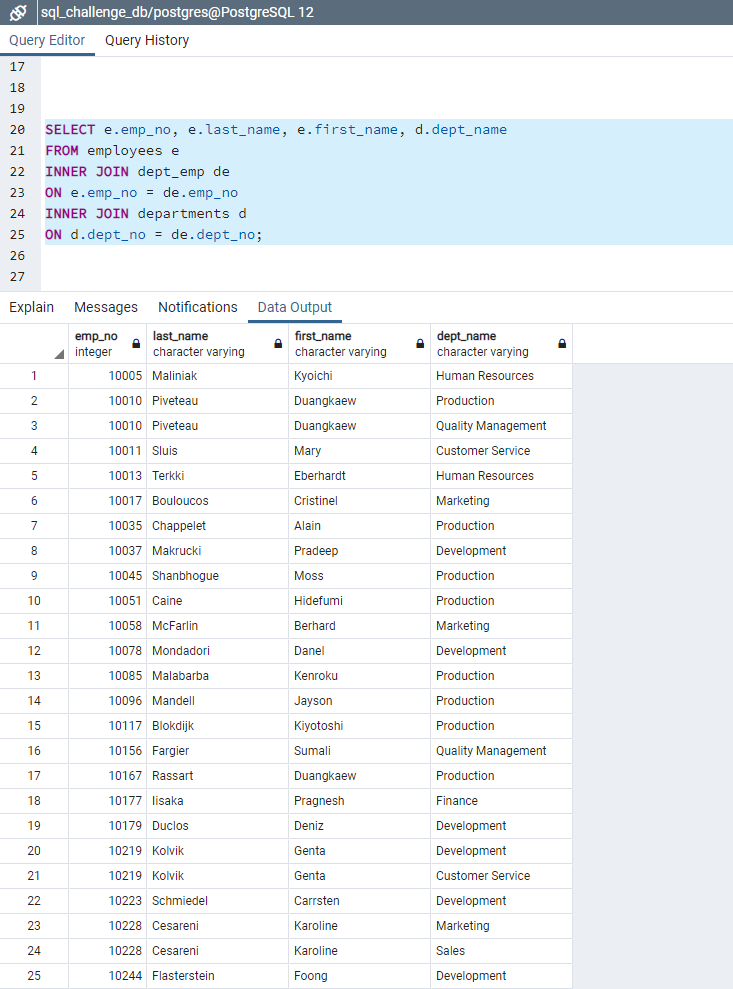 sql_challenge_db/postgres@PostgreSQL 12
Query Editor Query History
17
18
19
20 SELECT e.emp_no, e.last_name, e.first_name, d.dept_name
21 FROM employees e
22 INNER JOIN dept_emp de
23 ON e.emp_no = de.emp_no
24 INNER JOIN departments d
25 ON d.dept_no = de.dept_no;
26
27
Explain Messages Notifications Data Output
emp_no last_name first_name dept_name
integer character varying character varying character varying
1 10005 Maliniak Kyoichi Human Resources
2 10010 Piveteau Duangkaew Production
3 10010 Piveteau Duangkaew Quality Management
4 10011 Sluis Mary Customer Service
5 10013 Terkki Eberhardt Human Resources
6 10017 Bouloucos Cristinel Marketing
7 10035 Chappelet Alain Production
8 10037 Makrucki Pradeep Development
9 10045 Shanbhogue Moss Production
10 10051 Caine Hidefumi Production
11 10058 McFarlin Berhard Marketing
12 10078 Mondadori Danel Development
13 10085 Malabarba Kenroku Production
14 10096 Mandell Jayson Production
15 10117 Blokdijk Kiyotoshi Production
16 10156 Fargier Sumali Quality Management
17 10167 Rassart Duangkaew Production
18 10177 Iisaka Pragnesh Finance
19 10179 Duclos Deniz Development
20 10219 Kolvik Genta Development
21 10219 Kolvik Genta Customer Service
22 10223 Schmiedel Carrsten Development
23 10228 Cesareni Karoline Marketing
24 10228 Cesareni Karoline Sales
25 10244 Flasterstein Foong Development